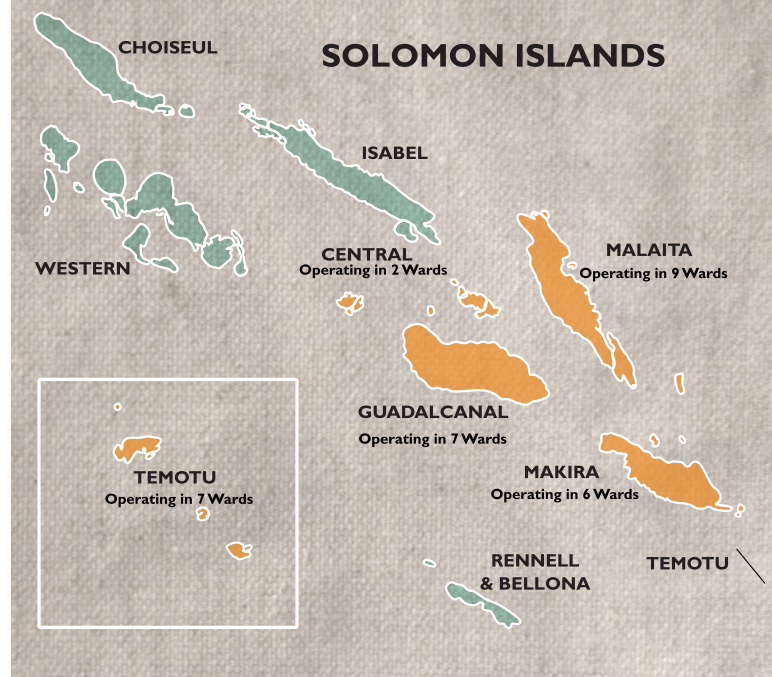 CHOISEUL
SOLOMON ISLANDS
ISABEL
WESTERN
CENTRAL
Operating in 2 Wards
MALAITA
Operating in 9 Wards
GUADALCANAL
Operating in 7 Wards
MAKIRA
Operating in 6 Wards
TEMOTU
Operating in 7 Wards
RENNELL
& BELLONA
TEMOTU